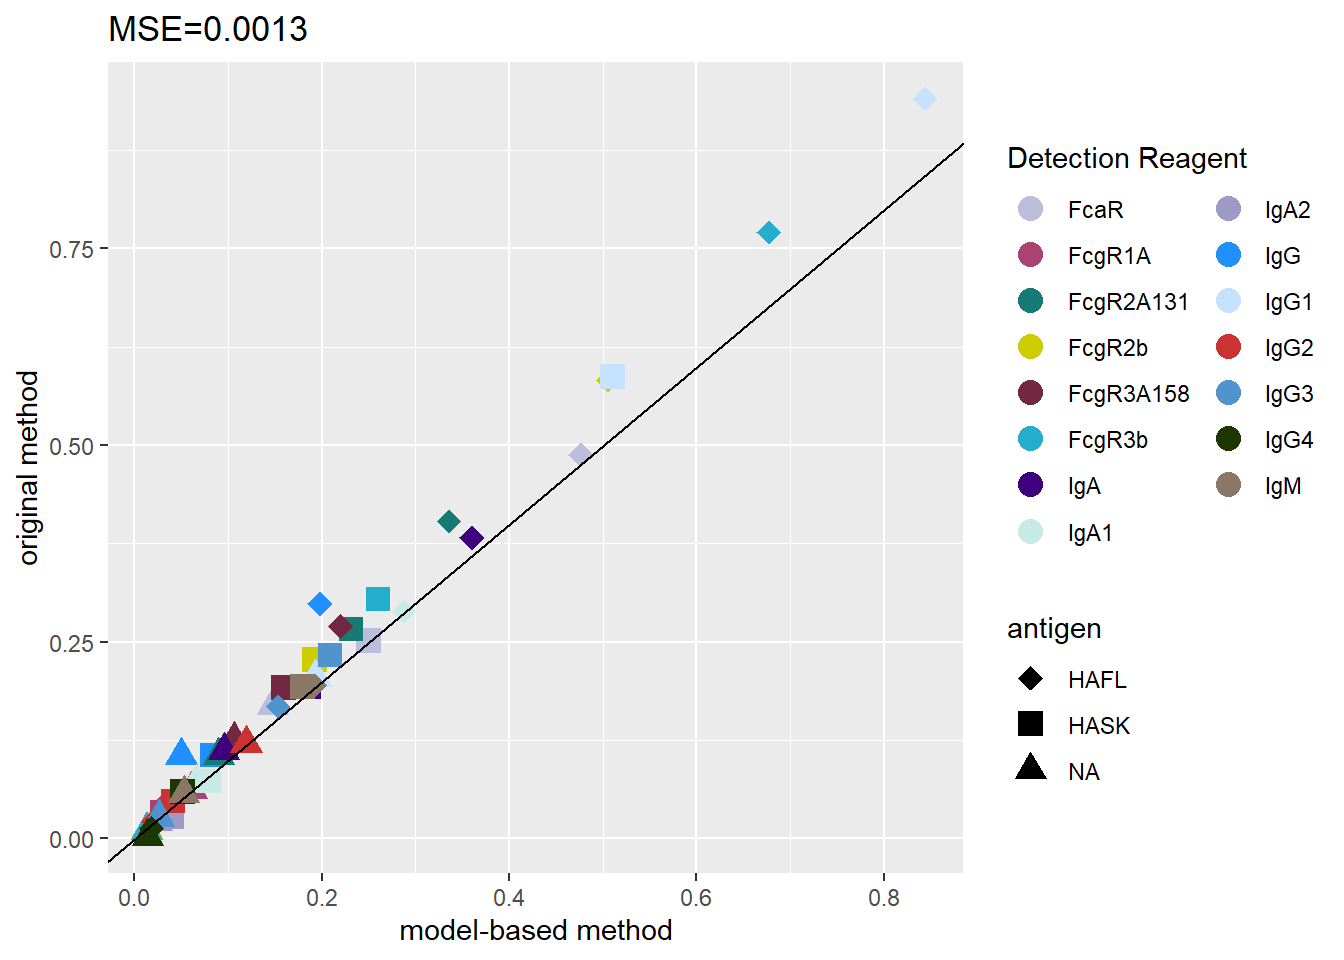 MSE=0.0013
original method
0.75
0.50
0.25
0.00
0.0
0.2
0.4
0.6
0.8
model-based method
Detection Reagent
FcaR
FcgR1A
FcgR2A131
FcgR2b
FcgR3A158
FcgR3b
IgA
IgA1
IgA2
IgG
IgG1
IgG2
IgG3
IgG4
IgM
antigen
HAFL
HASK
NA